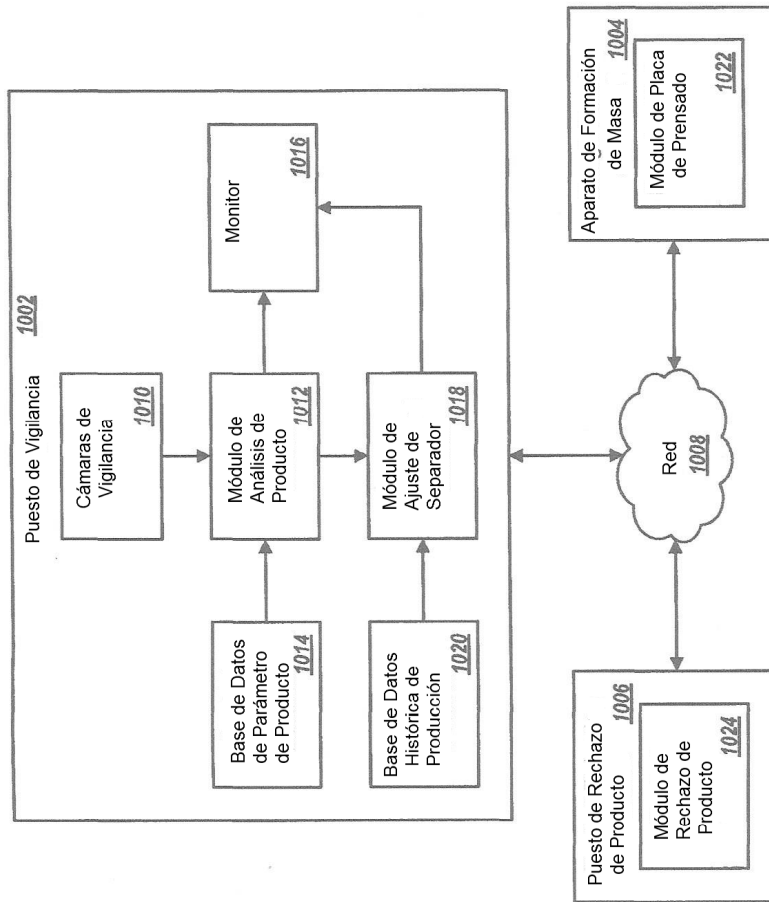 Puesto de Vigilancia
1002
Cámaras de
Vigilancia
1010
Base de Datos
de Parámetro
de Producto
1014
Módulo de
Análisis de
Producto
1012
Monitor
1016
Base de Datos
Histórica de
Producción
1020
Módulo de
Ajuste de
Separador
1018
Red
1008
Puesto de Rechazo
de Producto
1006
Módulo de
Rechazo de
Producto
1024
Aparato de Formación
de Masa
1004
Módulo de Placa
de Prensado
1022